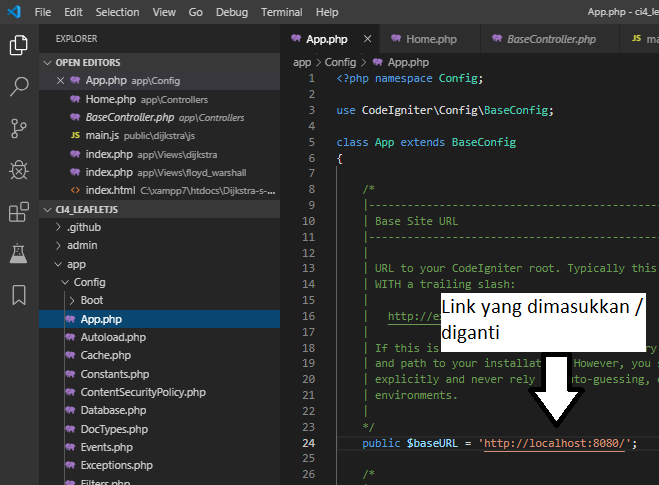 File Edit Selection View Go Debug Terminal Help App.php - ci4_le
EXPLORER
OPEN EDITORS
App.php app\Config
Home.php app\Controllers
BaseController.php app\Controllers
JS main.js public\dijkstra\js
index.php app\Views\dijkstra
index.php app\Views\floyd_warshall
<> index.html C:\xampp7\htdocs\Dijkstra-s-...
CI4_LEAFLETJS
.github
admin
app
Config
Boot
App.php
Autoload.php
Cache.php
Constants.php
ContentSecurityPolicy.php
Database.php
DocTypes.php
Events.php
Exceptions.php
Filters.php
App.php Home.php BaseController.php JS ma
app > Config > App.php
1 <?php namespace Config;
2
3 use CodeIgniter\Config\BaseConfig;
4
5 class App extends BaseConfig
6 {
7
8 /*
9 |--------------------------------------------
10 | Base Site URL
11 |--------------------------------------------
12 |
13 | URL to your CodeIgniter root. Typically this
14 | WITH a trailing slash:
15 |
16 | http://e
17 |
18 | If this is
19 | and path to your installat However, you
20 | explicitly and never rely uto-guessing,
21 | environments.
22 |
23 */
24 public $baseURL = 'http://localhost:8080/';
25
26 /*
Link yang dimasukkan /
diganti